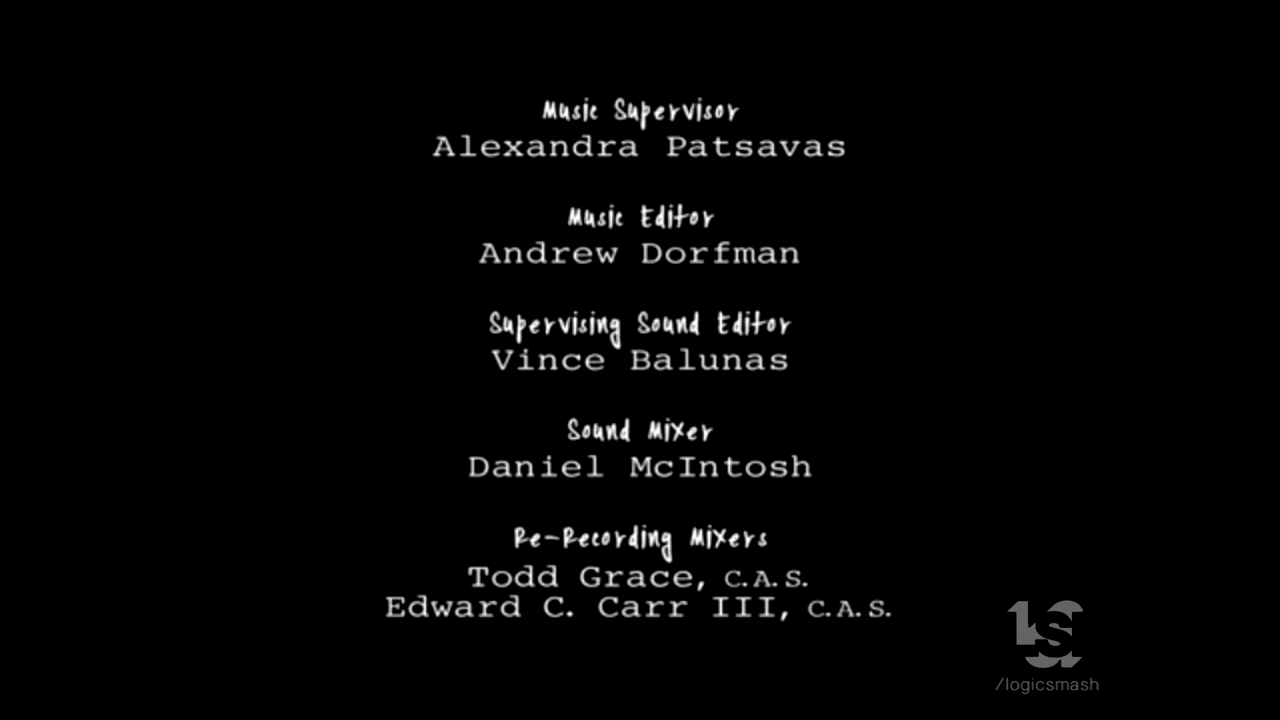 Music Supervisor
Alexandra Patsavas
Music Editor
Andrew Dorfman
Supervising Sound Editor
Vince Balunas
Sound Mixer
Daniel McIntosh
Re-Recording Mixers
Todd Grace, C.A.S.
Edward C. Carr III, C.A.S.
1S
/logicsmash